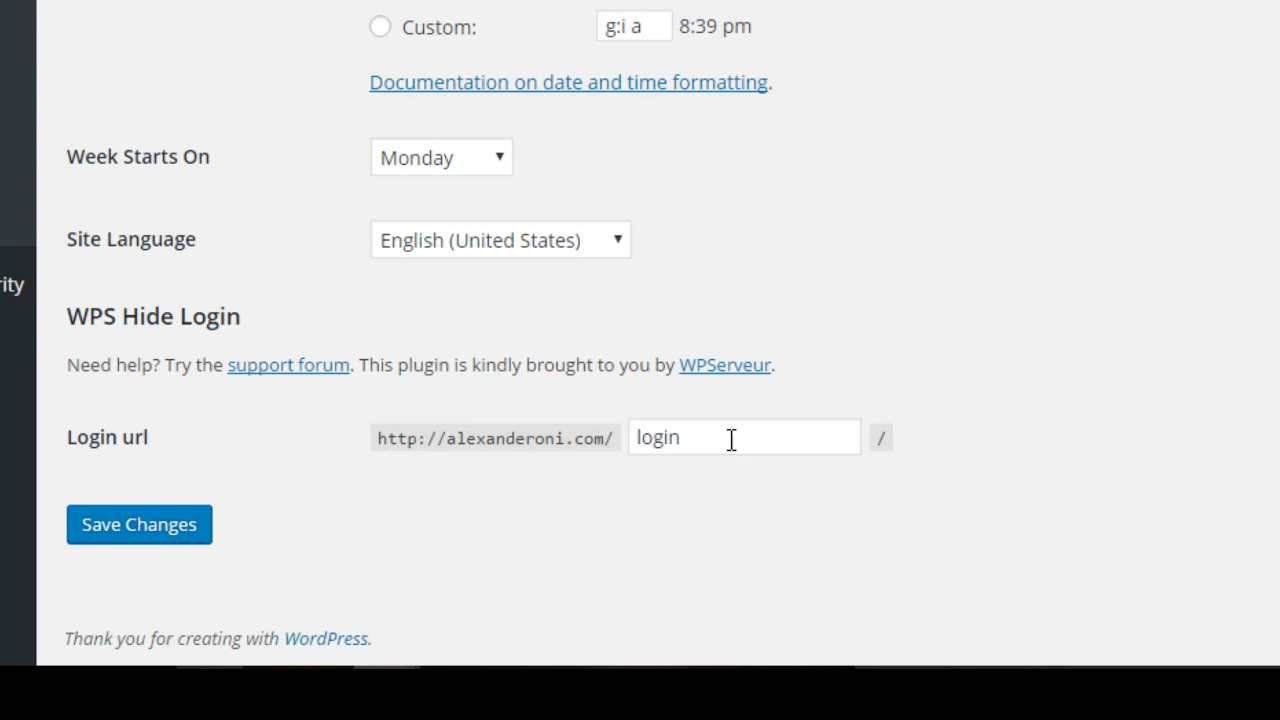 Custom: g:i a 8:39 pm
Documentation on date and time formatting.
Week Starts On Monday
Site Language English (United States)
rity
WPS Hide Login
Need help? Try the support forum. This plugin is kindly brought to you by WPServeur.
Login url http://alexanderoni.com/ login /
Save Changes
Thank you for creating with WordPress.